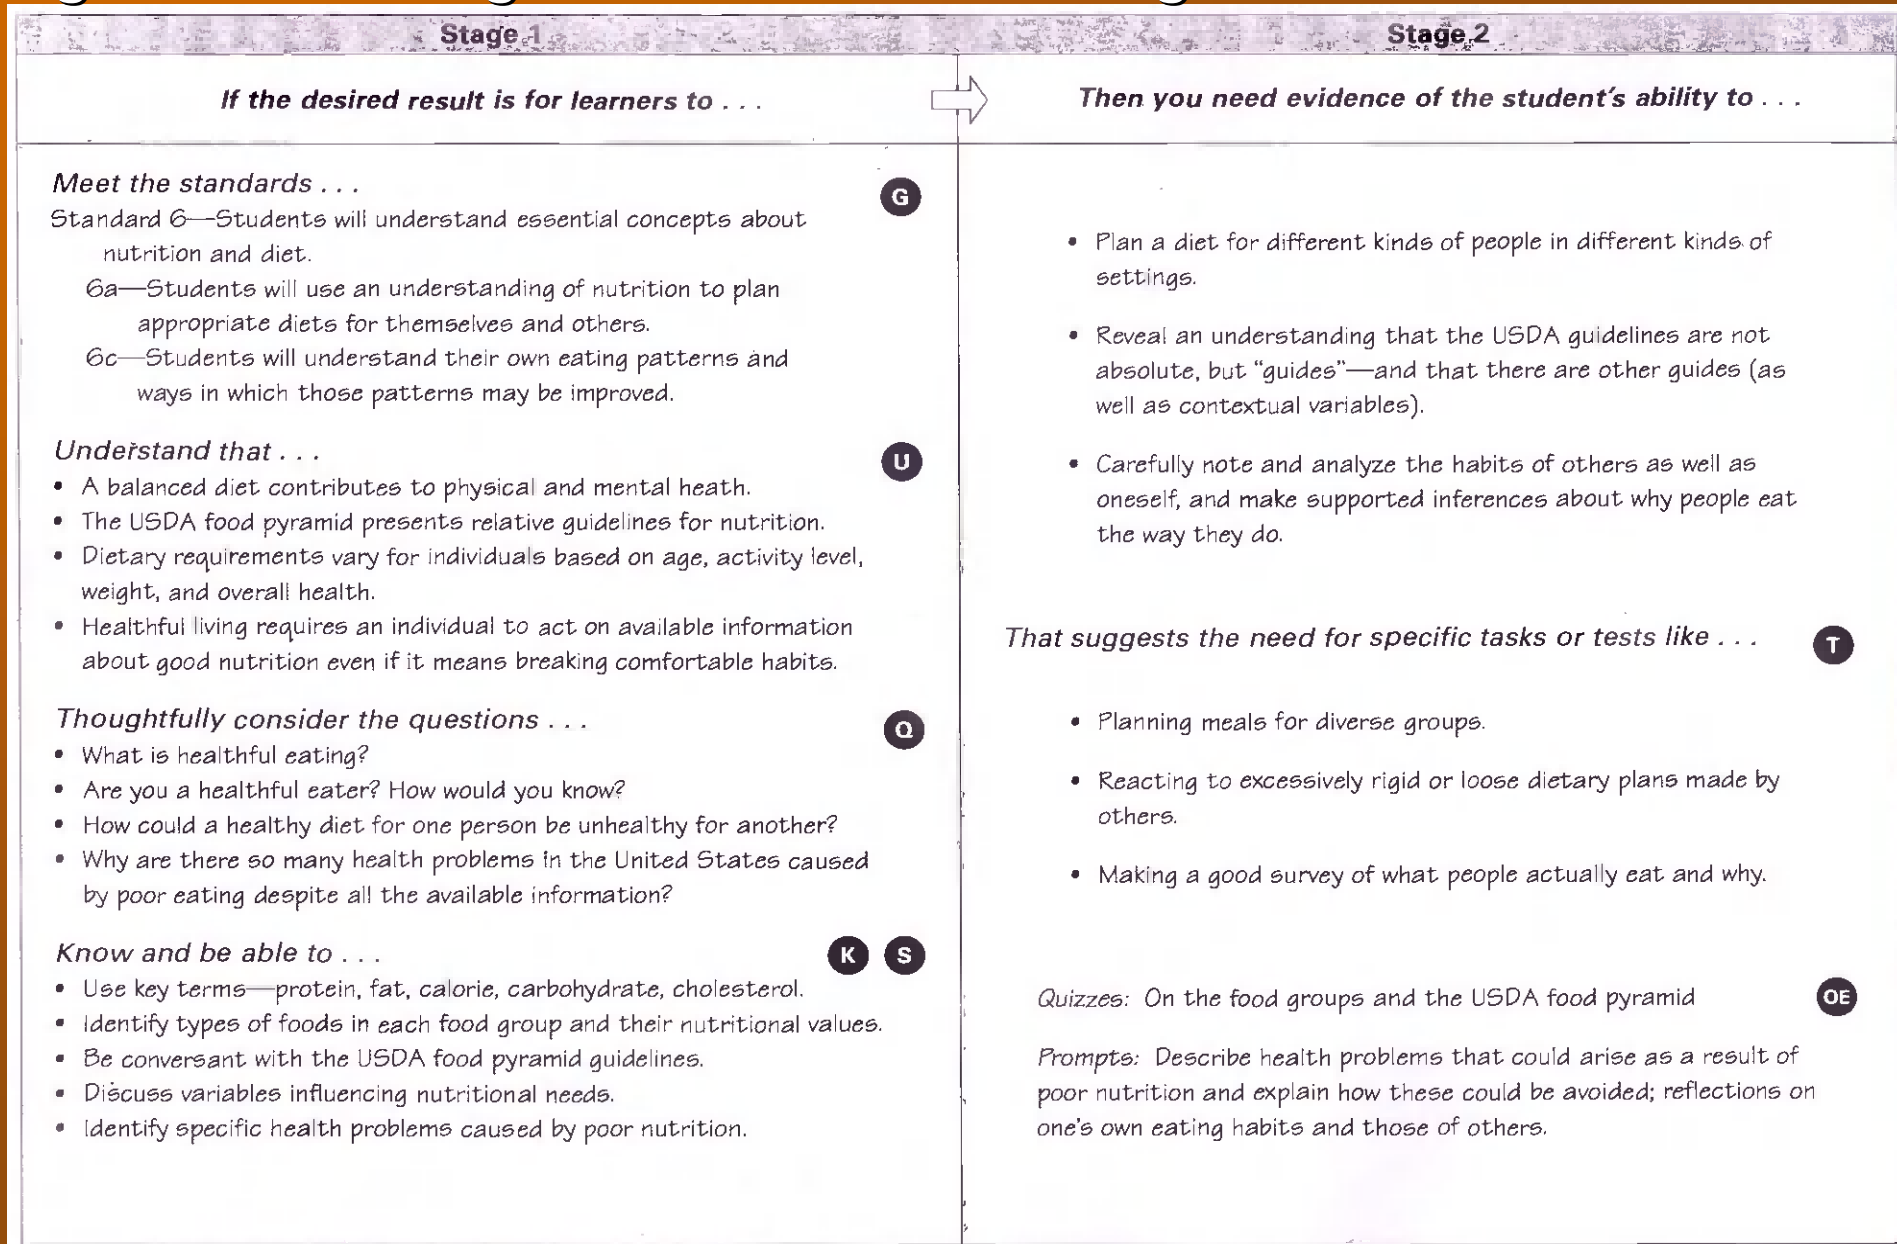 Stage 1
If the desired result is for learners to . . .
Meet the standards . . .
G
Standard 6—Students will understand essential concepts about
nutrition and diet.
6a—Students will use an understanding of nutrition to plan
appropriate diets for themselves and others.
6c—Students will understand their own eating patterns and
ways in which those patterns may be improved.
Understand that . . .
U
• A balanced diet contributes to physical and mental heath.
• The USDA food pyramid presents relative guidelines for nutrition.
• Dietary requirements vary for individuals based on age, activity level,
weight, and overall health.
• Healthful living requires an individual to act on available information
about good nutrition even if it means breaking comfortable habits.
Thoughtfully consider the questions . . .
Q
• What is healthful eating?
• Are you a healthful eater? How would you know?
• How could a healthy diet for one person be unhealthy for another?
• Why are there so many health problems in the United States caused
by poor eating despite all the available information?
Know and be able to . . .
K S
• Use key terms—protein, fat, calorie, carbohydrate, cholesterol.
• Identify types of foods in each food group and their nutritional values.
• Be conversant with the USDA food pyramid guidelines.
• Discuss variables influencing nutritional needs.
• Identify specific health problems caused by poor nutrition.
Stage 2
Then you need evidence of the student's ability to . . .
• Plan a diet for different kinds of people in different kinds of
settings.
• Reveal an understanding that the USDA guidelines are not
absolute, but "guides"—and that there are other guides (as
well as contextual variables).
• Carefully note and analyze the habits of others as well as
oneself, and make supported inferences about why people eat
the way they do.
That suggests the need for specific tasks or tests like . . .
T
• Planning meals for diverse groups.
• Reacting to excessively rigid or loose dietary plans made by
others.
• Making a good survey of what people actually eat and why.
Quizzes: On the food groups and the USDA food pyramid
OE
Prompts: Describe health problems that could arise as a result of
poor nutrition and explain how these could be avoided; reflections on
one's own eating habits and those of others.